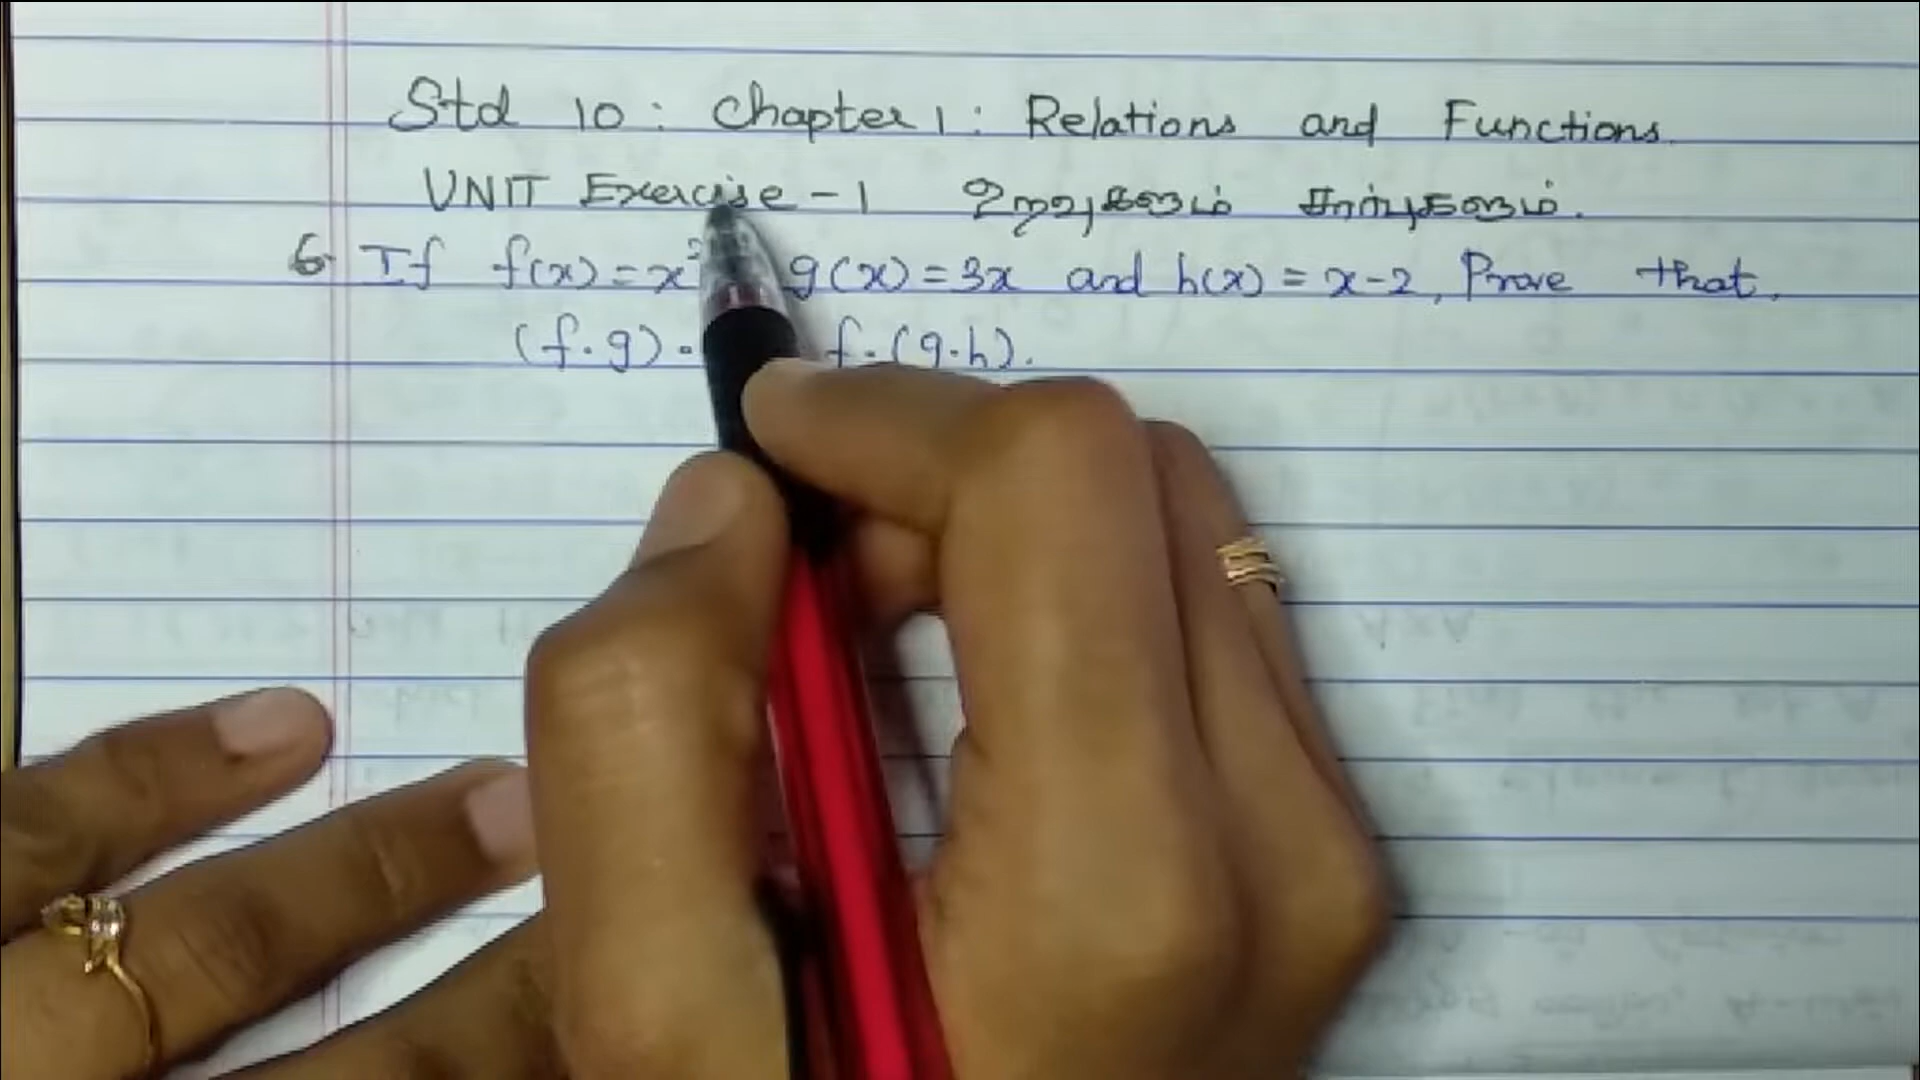 Std 10: Chapter 1: Relations and Functions.
UNIT Exercise - 1 உறவுகளும் சார்புகளும்.
6. If f(x) = x² g(x) = 3x and h(x) = x-2, Prove that.
(f.g). f.(g.h).